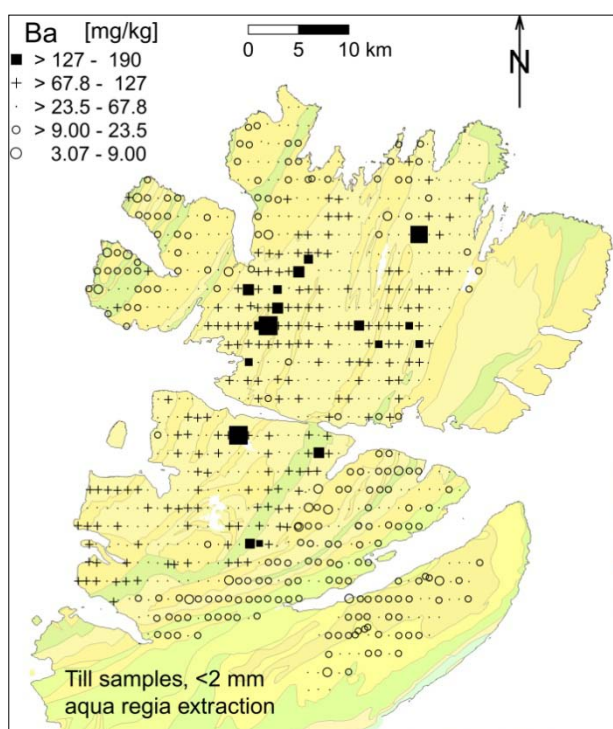 Ba [mg/kg]
■ > 127 - 190
+ > 67.8 - 127
· > 23.5 - 67.8
○ > 9.00 - 23.5
○ 3.07 - 9.00
0 5 10 km
N
Till samples, <2 mm
aqua regia extraction